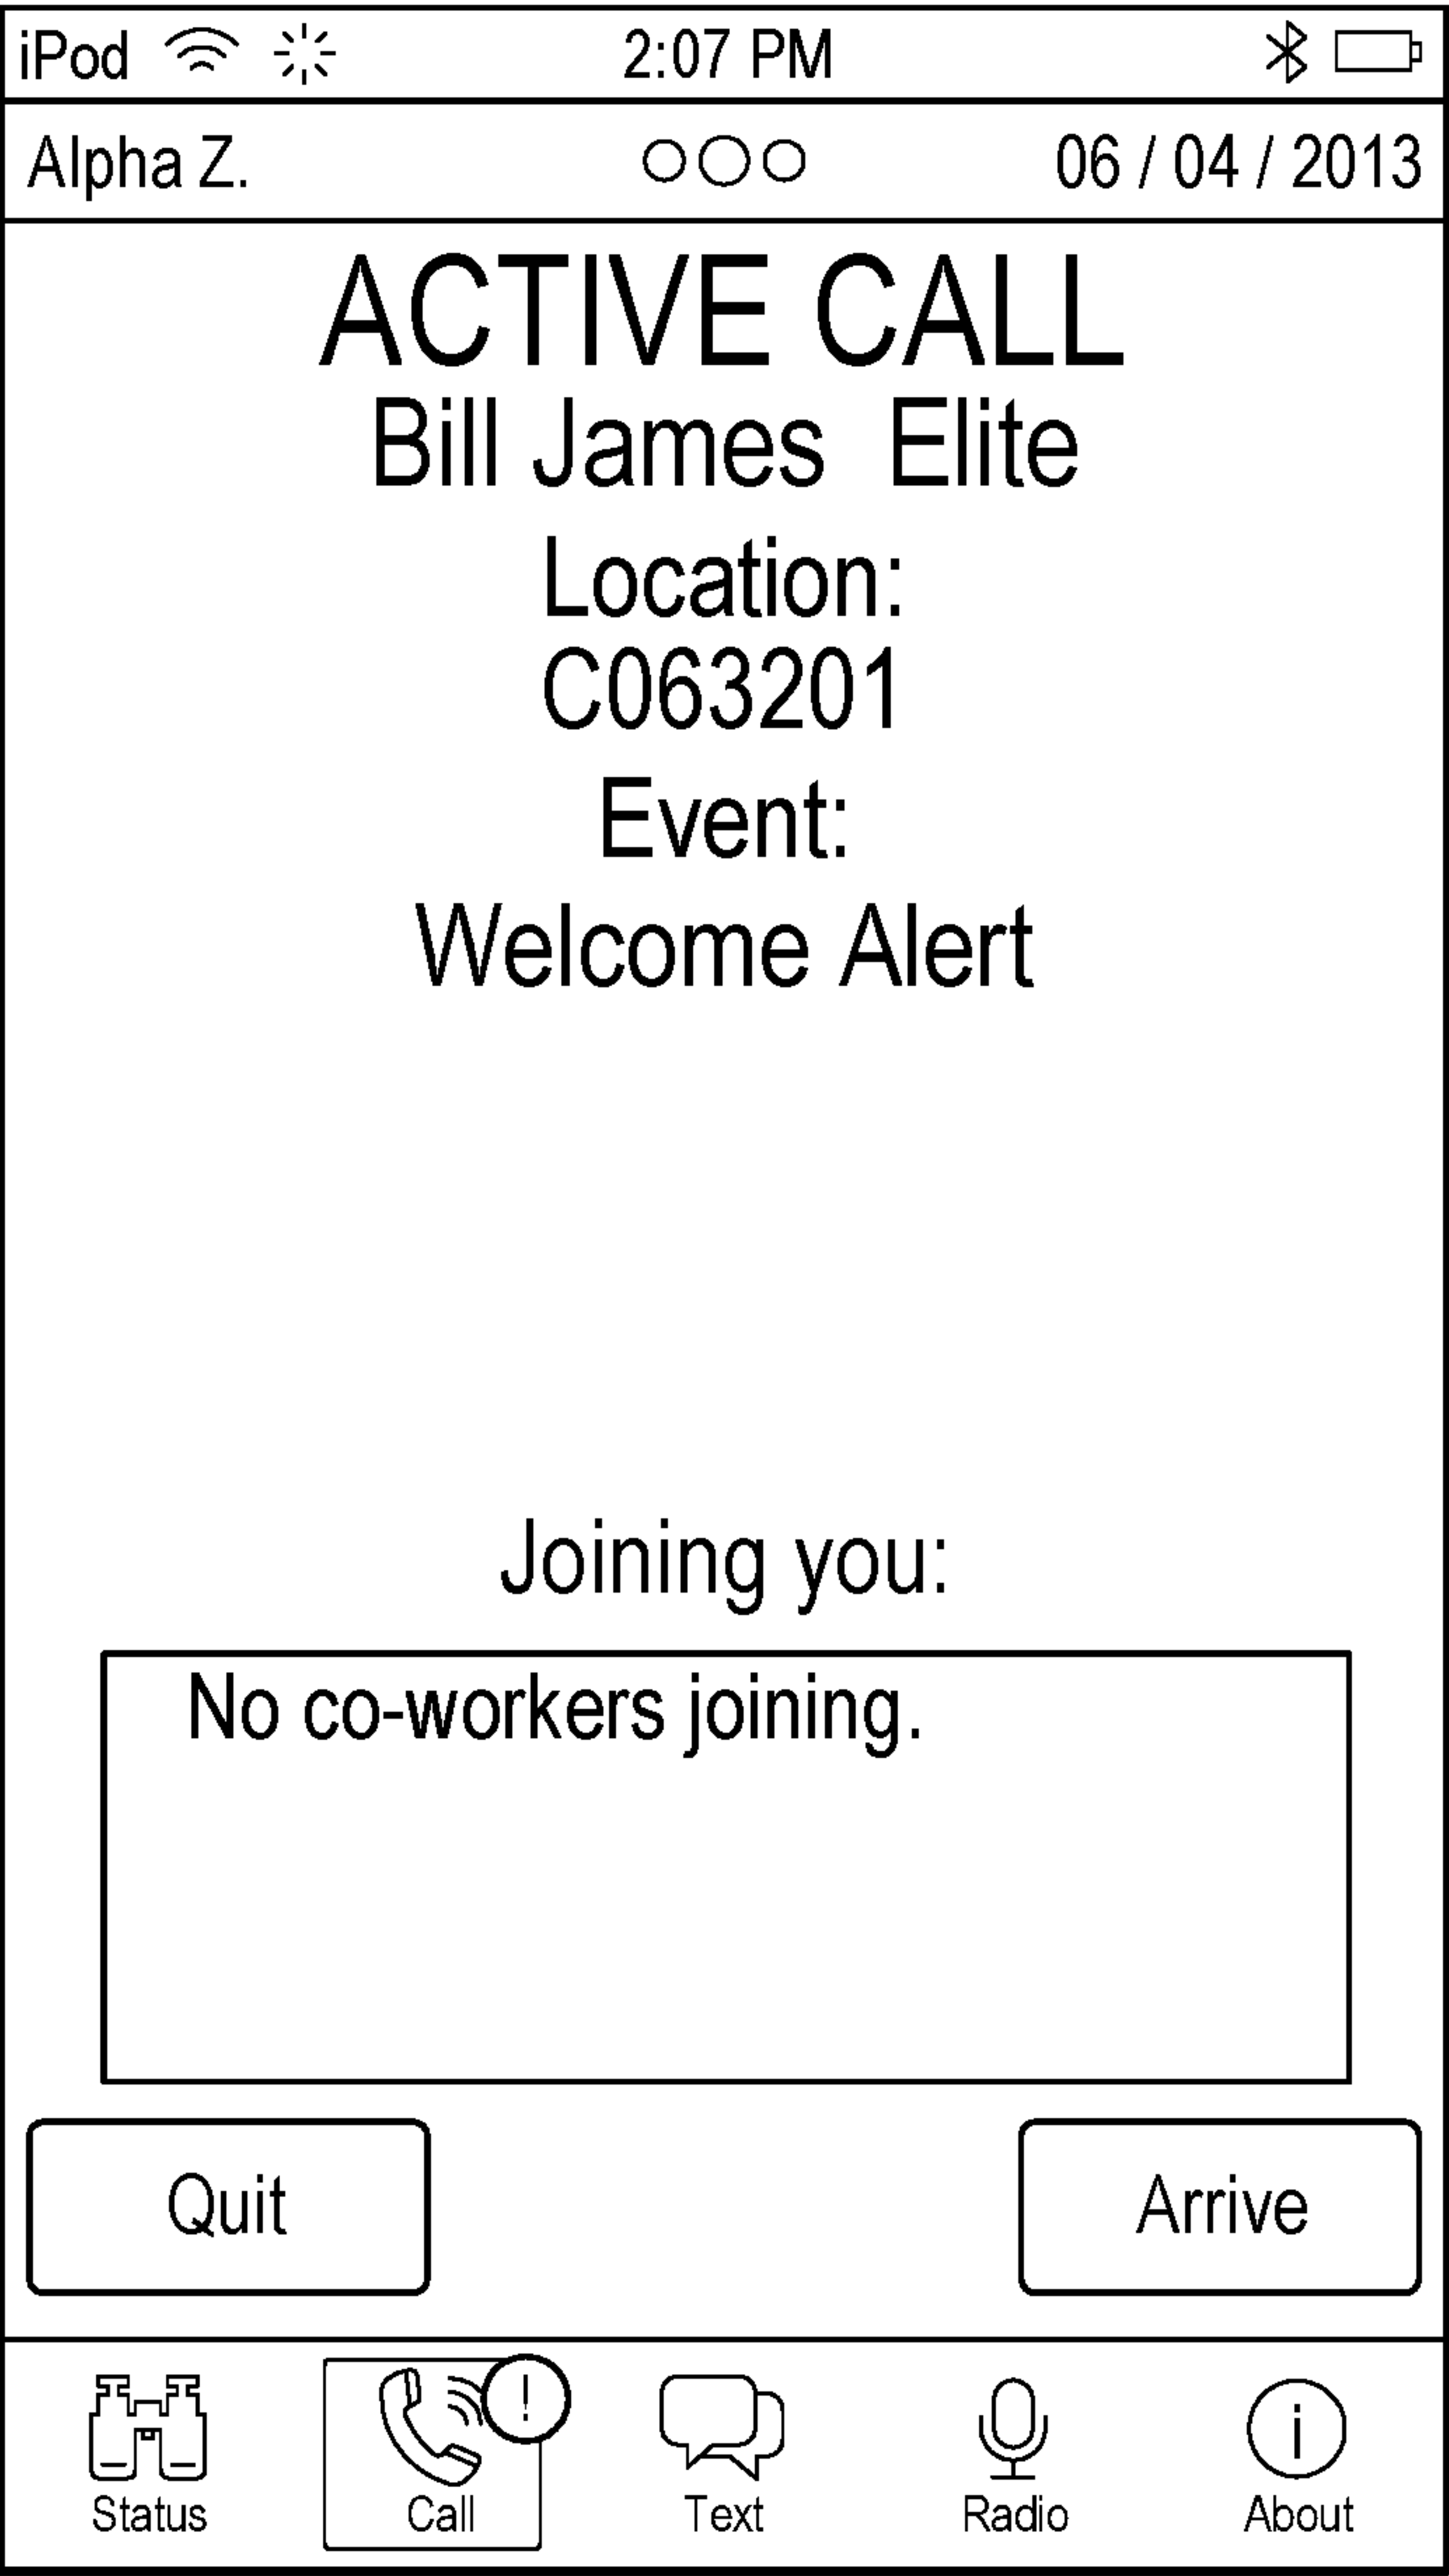 iPod 2:07 PM
Alpha Z. 06 / 04 / 2013
ACTIVE CALL
Bill James Elite
Location:
C063201
Event:
Welcome Alert
Joining you:
No co-workers joining.
Quit Arrive
!
i
Status Call Text Radio About